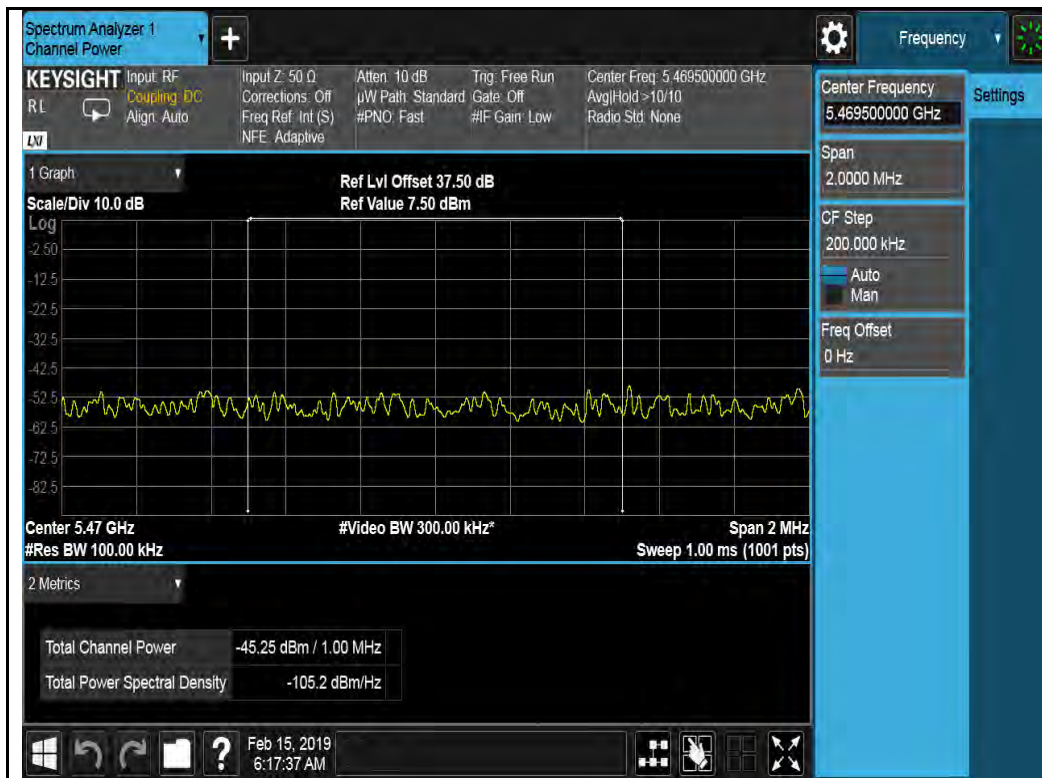 Spectrum Analyzer 1
Channel Power
+
Frequency
KEYSIGHT
RL
LXI
Input: RF
Coupling: DC
Align: Auto
Input Z: 50 Ω
Corrections: Off
Freq Ref: Int (S)
NFE: Adaptive
Atten: 10 dB
µW Path: Standard
#PNO: Fast
Trig: Free Run
Gate: Off
#IF Gain: Low
Center Freq: 5.469500000 GHz
Avg|Hold >10/10
Radio Std: None
Center Frequency
5.469500000 GHz
Settings
Span
2.0000 MHz
CF Step
200.000 kHz
Auto
Man
Freq Offset
0 Hz
1 Graph
Scale/Div 10.0 dB
Ref Lvl Offset 37.50 dB
Ref Value 7.50 dBm
Log
-2.50
-12.5
-22.5
-32.5
-42.5
-52.5
-62.5
-72.5
-82.5
Center 5.47 GHz
#Video BW 300.00 kHz*
Span 2 MHz
#Res BW 100.00 kHz
Sweep 1.00 ms (1001 pts)
2 Metrics
Total Channel Power -45.25 dBm / 1.00 MHz
Total Power Spectral Density -105.2 dBm/Hz
?
Feb 15, 2019
6:17:37 AM